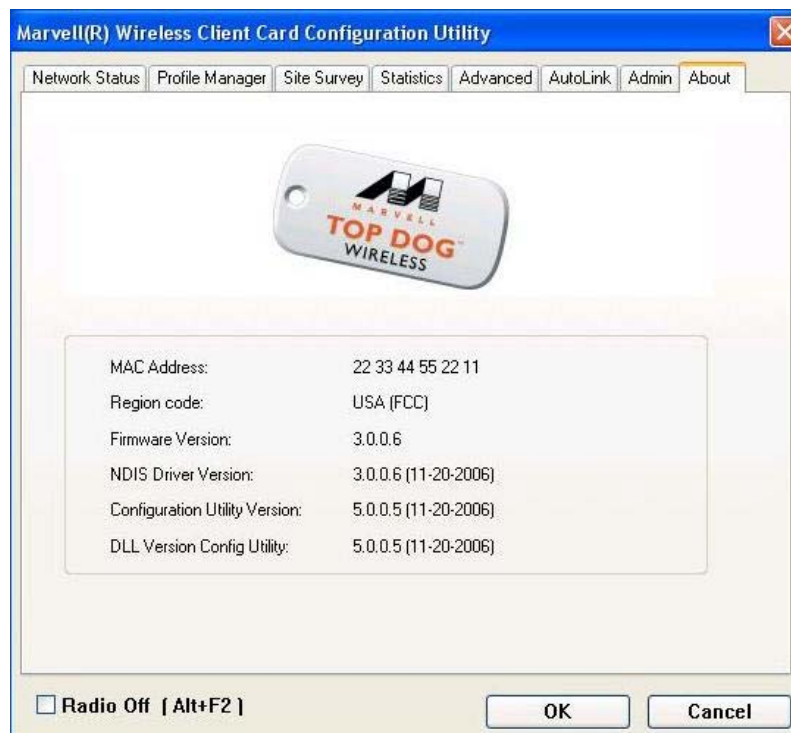 Marvell(R) Wireless Client Card Configuration Utility
Network Status Profile Manager Site Survey Statistics Advanced AutoLink Admin About
MARVELL
TOP DOG™
WIRELESS
MAC Address: 22 33 44 55 22 11
Region code: USA (FCC)
Firmware Version: 3.0.0.6
NDIS Driver Version: 3.0.0.6 (11-20-2006)
Configuration Utility Version: 5.0.0.5 (11-20-2006)
DLL Version Config Utility: 5.0.0.5 (11-20-2006)
Radio Off ( Alt+F2 ) OK Cancel